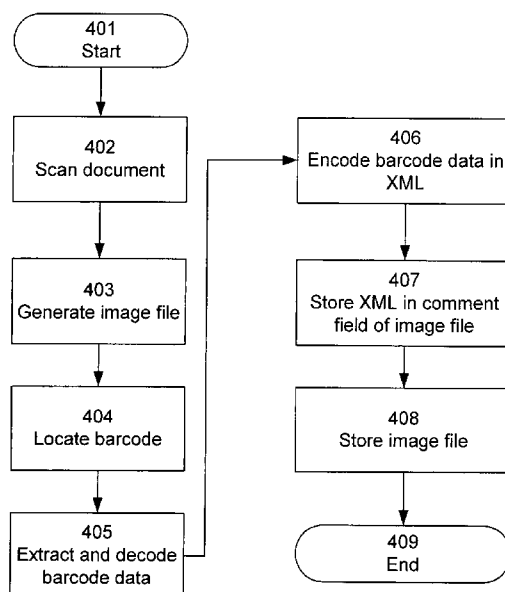 401
Start
402
Scan document
403
Generate image file
404
Locate barcode
405
Extract and decode
barcode data
406
Encode barcode data in
XML
407
Store XML in comment
field of image file
408
Store image file
409
End